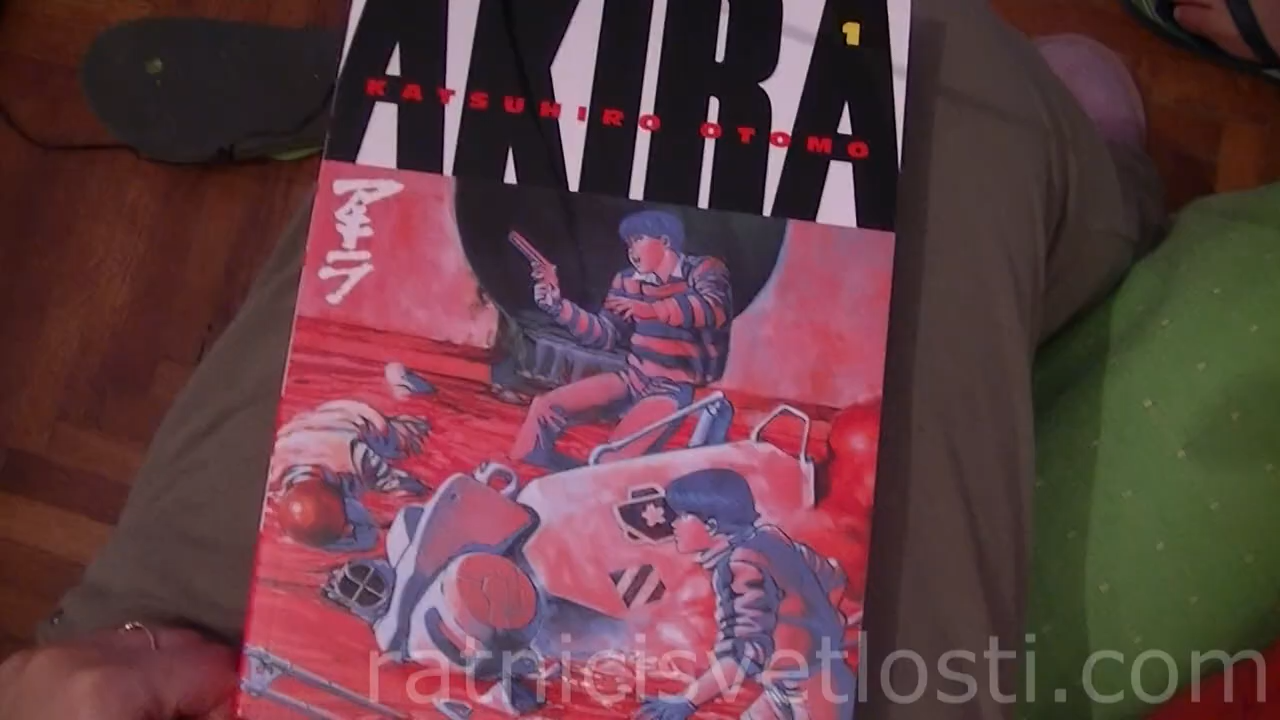 AKIRA
1
KATSUHIRO OTOMO
アキラ
ratnicisvetlosti.com